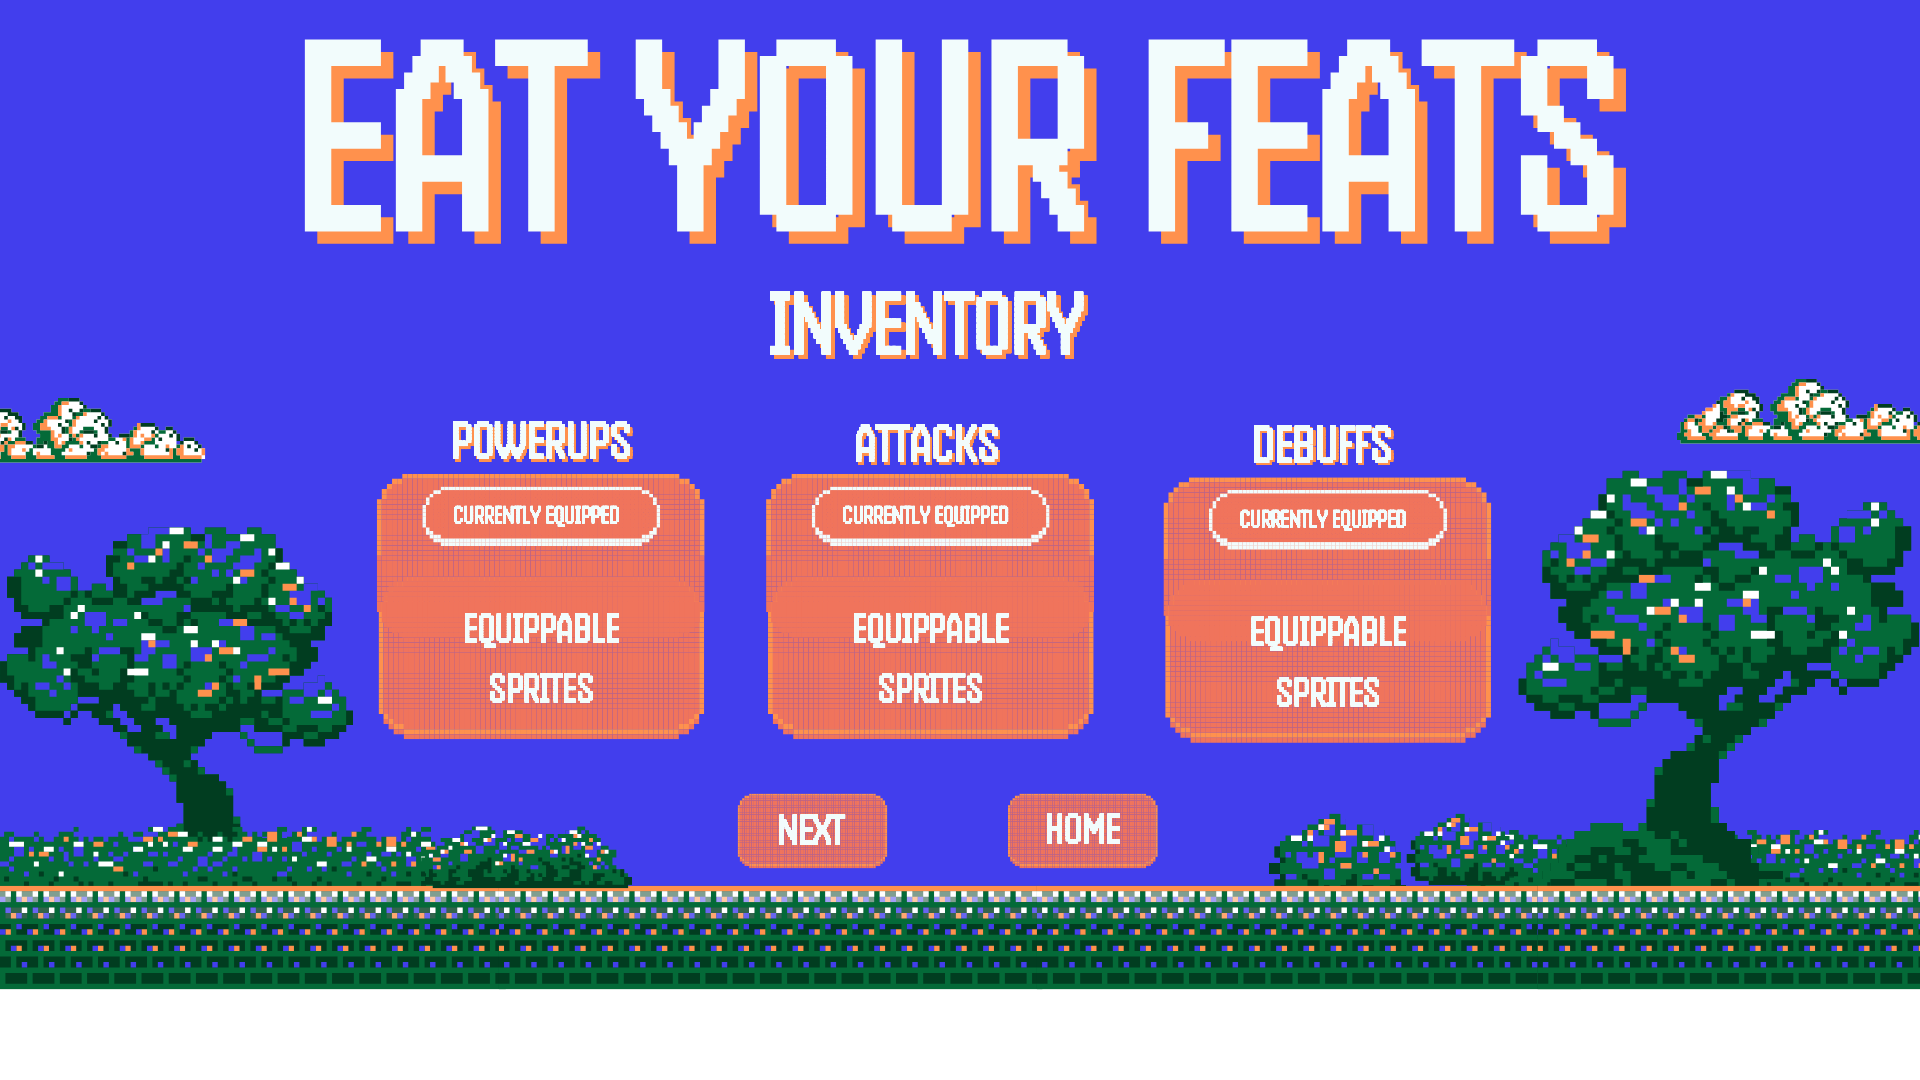 EAT YOUR FEATS
INVENTORY
POWERUPS
CURRENTLY EQUIPPED
EQUIPPABLE
SPRITES
ATTACKS
CURRENTLY EQUIPPED
EQUIPPABLE
SPRITES
DEBUFFS
CURRENTLY EQUIPPED
EQUIPPABLE
SPRITES
NEXT
HOME